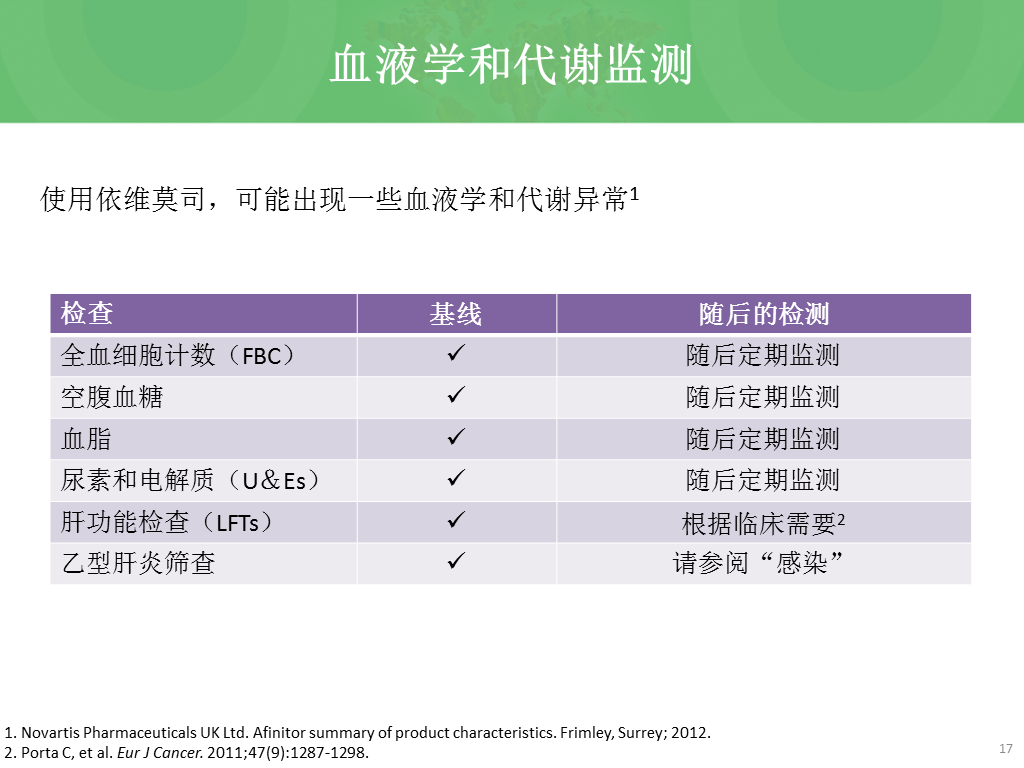 血液学和代谢监测
使用依维莫司，可能出现一些血液学和代谢异常1
检查 基线 随后的检测
全血细胞计数（FBC） ✓ 随后定期监测
空腹血糖 ✓ 随后定期监测
血脂 ✓ 随后定期监测
尿素和电解质（U＆Es） ✓ 随后定期监测
肝功能检查（LFTs） ✓ 根据临床需要2
乙型肝炎筛查 ✓ 请参阅“感染”
1. Novartis Pharmaceuticals UK Ltd. Afinitor summary of product characteristics. Frimley, Surrey; 2012.
2. Porta C, et al. Eur J Cancer. 2011;47(9):1287-1298.
17